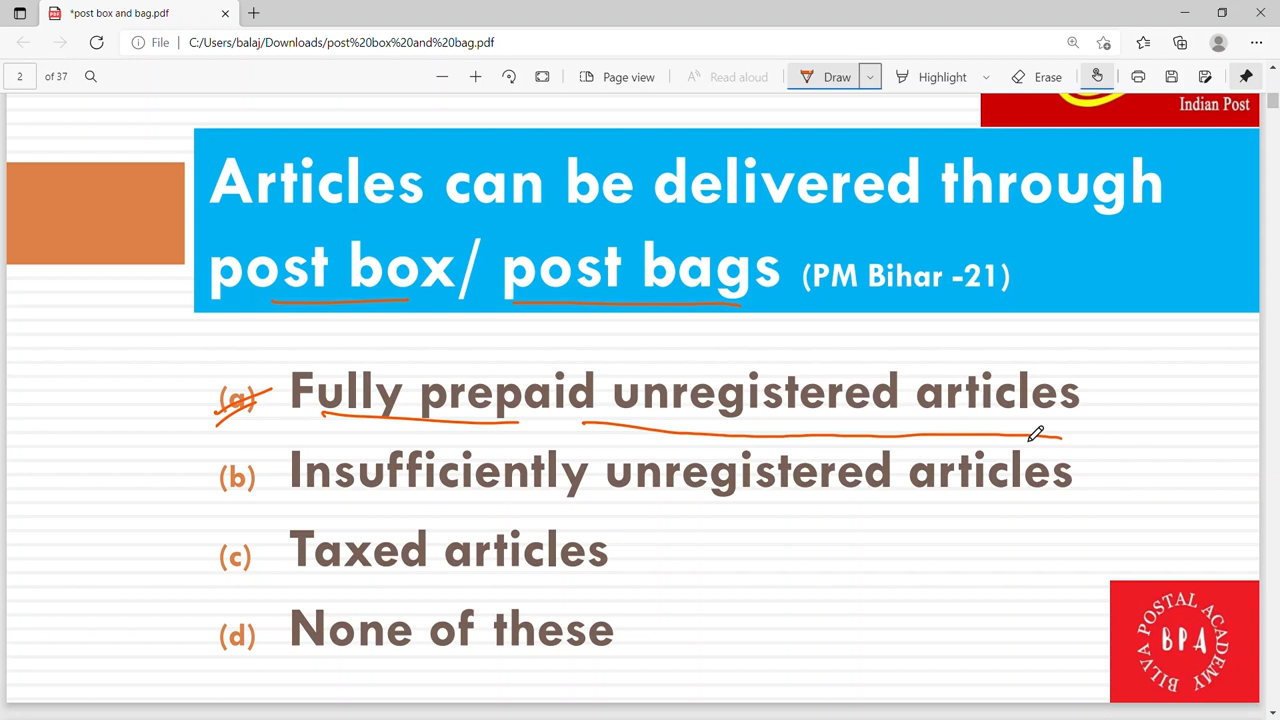 *post box and bag.pdf
File C:/Users/balaj/Downloads/post%20box%20and%20bag.pdf
2 of 37 Page view Read aloud Draw Highlight Erase
Indian Post
Articles can be delivered through
post box/ post bags (PM Bihar -21)
(a) Fully prepaid unregistered articles
(b) Insufficiently unregistered articles
(c) Taxed articles
(d) None of these
BILVA POSTAL ACADEMY
BPA